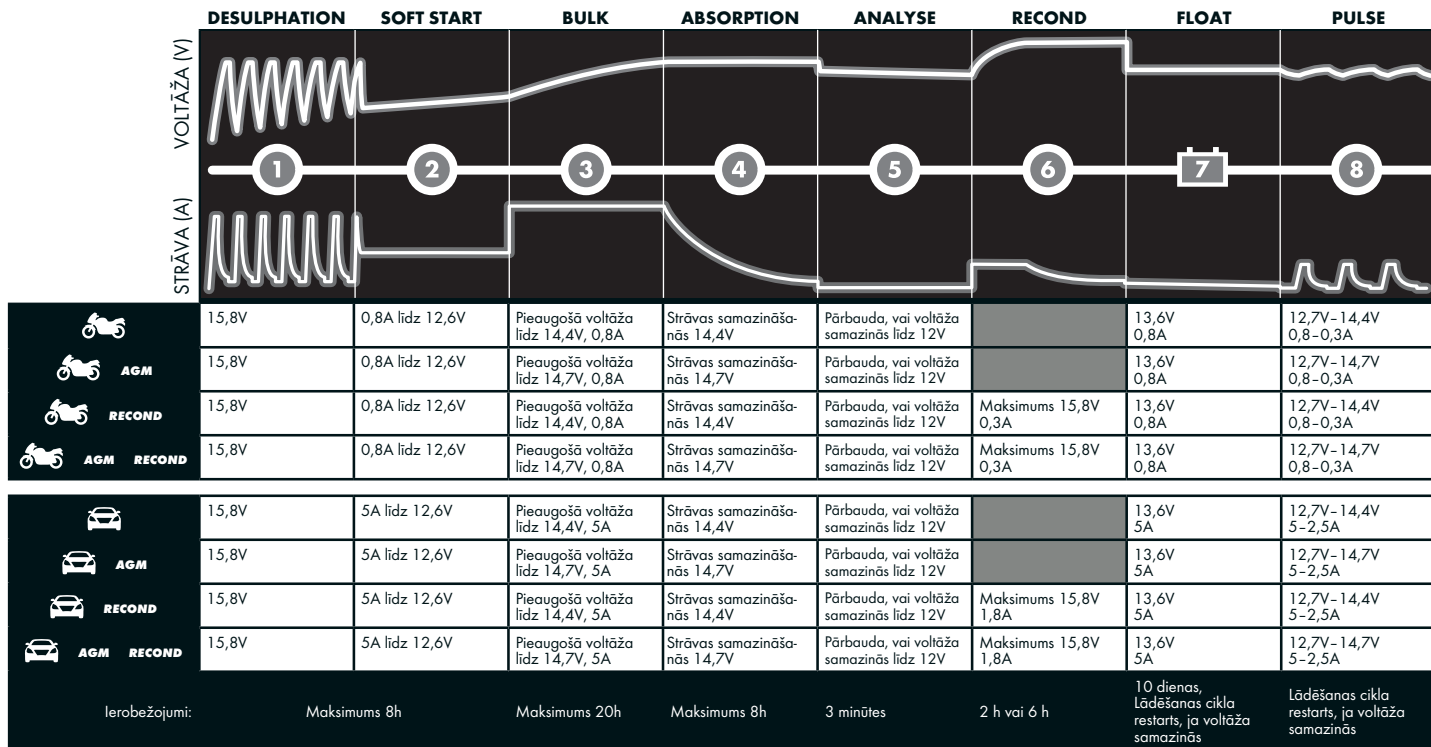 DESULPHATION SOFT START BULK ABSORPTION ANALYSE RECOND FLOAT PULSE
VOLTĀŽA (V)
1 2 3 4 5 6 7 8
STRĀVA (A)
15,8V 0,8A līdz 12,6V Pieaugošā voltāža Strāvas samazināša- Pārbauda, vai voltāža 13,6V 12,7V–14,4V
līdz 14,4V, 0,8A nās 14,4V samazinās līdz 12V 0,8A 0,8–0,3A
AGM 15,8V 0,8A līdz 12,6V Pieaugošā voltāža Strāvas samazināša- Pārbauda, vai voltāža 13,6V 12,7V–14,7V
līdz 14,7V, 0,8A nās 14,7V samazinās līdz 12V 0,8A 0,8–0,3A
RECOND 15,8V 0,8A līdz 12,6V Pieaugošā voltāža Strāvas samazināša- Pārbauda, vai voltāža Maksimums 15,8V 13,6V 12,7V–14,4V
līdz 14,4V, 0,8A nās 14,4V samazinās līdz 12V 0,3A 0,8A 0,8–0,3A
AGM RECOND 15,8V 0,8A līdz 12,6V Pieaugošā voltāža Strāvas samazināša- Pārbauda, vai voltāža Maksimums 15,8V 13,6V 12,7V–14,7V
līdz 14,7V, 0,8A nās 14,7V samazinās līdz 12V 0,3A 0,8A 0,8–0,3A
15,8V 5A līdz 12,6V Pieaugošā voltāža Strāvas samazināša- Pārbauda, vai voltāža 13,6V 12,7V–14,4V
līdz 14,4V, 5A nās 14,4V samazinās līdz 12V 5A 5–2,5A
AGM 15,8V 5A līdz 12,6V Pieaugošā voltāža Strāvas samazināša- Pārbauda, vai voltāža 13,6V 12,7V–14,7V
līdz 14,7V, 5A nās 14,7V samazinās līdz 12V 5A 5–2,5A
RECOND 15,8V 5A līdz 12,6V Pieaugošā voltāža Strāvas samazināša- Pārbauda, vai voltāža Maksimums 15,8V 13,6V 12,7V–14,4V
līdz 14,4V, 5A nās 14,4V samazinās līdz 12V 1,8A 5A 5–2,5A
AGM RECOND 15,8V 5A līdz 12,6V Pieaugošā voltāža Strāvas samazināša- Pārbauda, vai voltāža Maksimums 15,8V 13,6V 12,7V–14,7V
līdz 14,7V, 5A nās 14,7V samazinās līdz 12V 1,8A 5A 5–2,5A
Ierobežojumi: Maksimums 8h Maksimums 20h Maksimums 8h 3 minūtes 2 h vai 6 h
10 dienas,
Lādēšanas cikla
restarts, ja voltāža
samazinās
Lādēšanas cikla
restarts, ja voltāža
samazinās